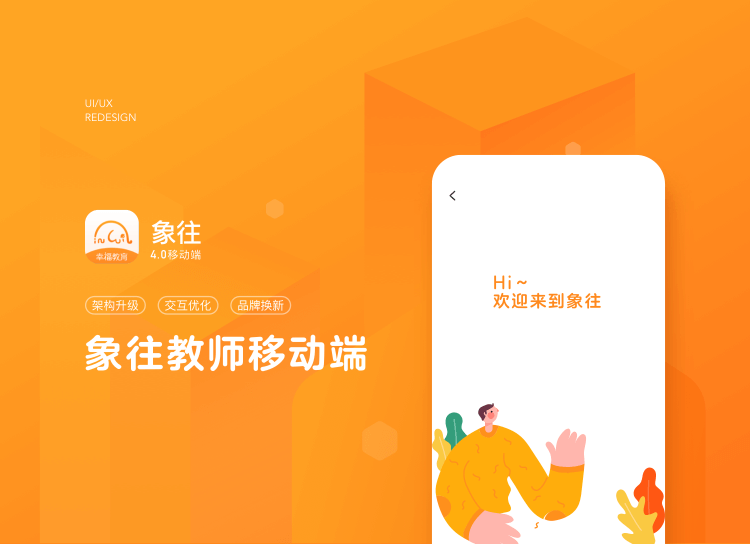 UI/UX
REDESIGN
幸福教育
象往
4.0移动端
架构升级
交互优化
品牌换新
象往教师移动端
Hi~
欢迎来到象往